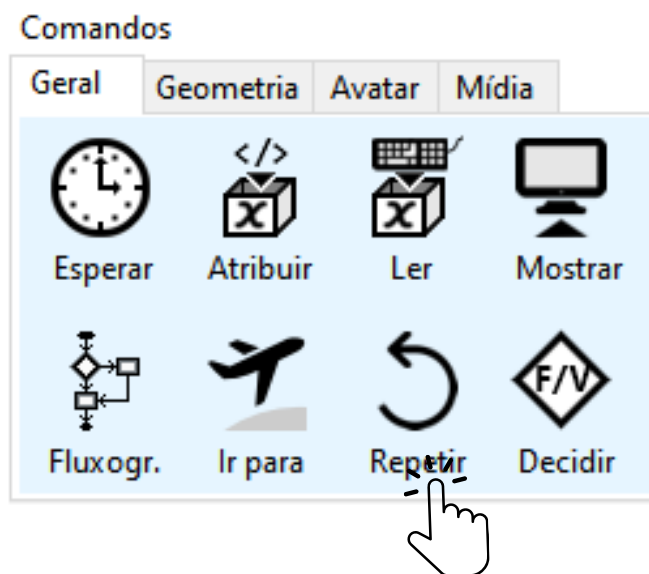 Comandos
Geral Geometria Avatar Mídia
</> x x
Esperar Atribuir Ler Mostrar
F/V
Fluxogr. Ir para Repetir Decidir